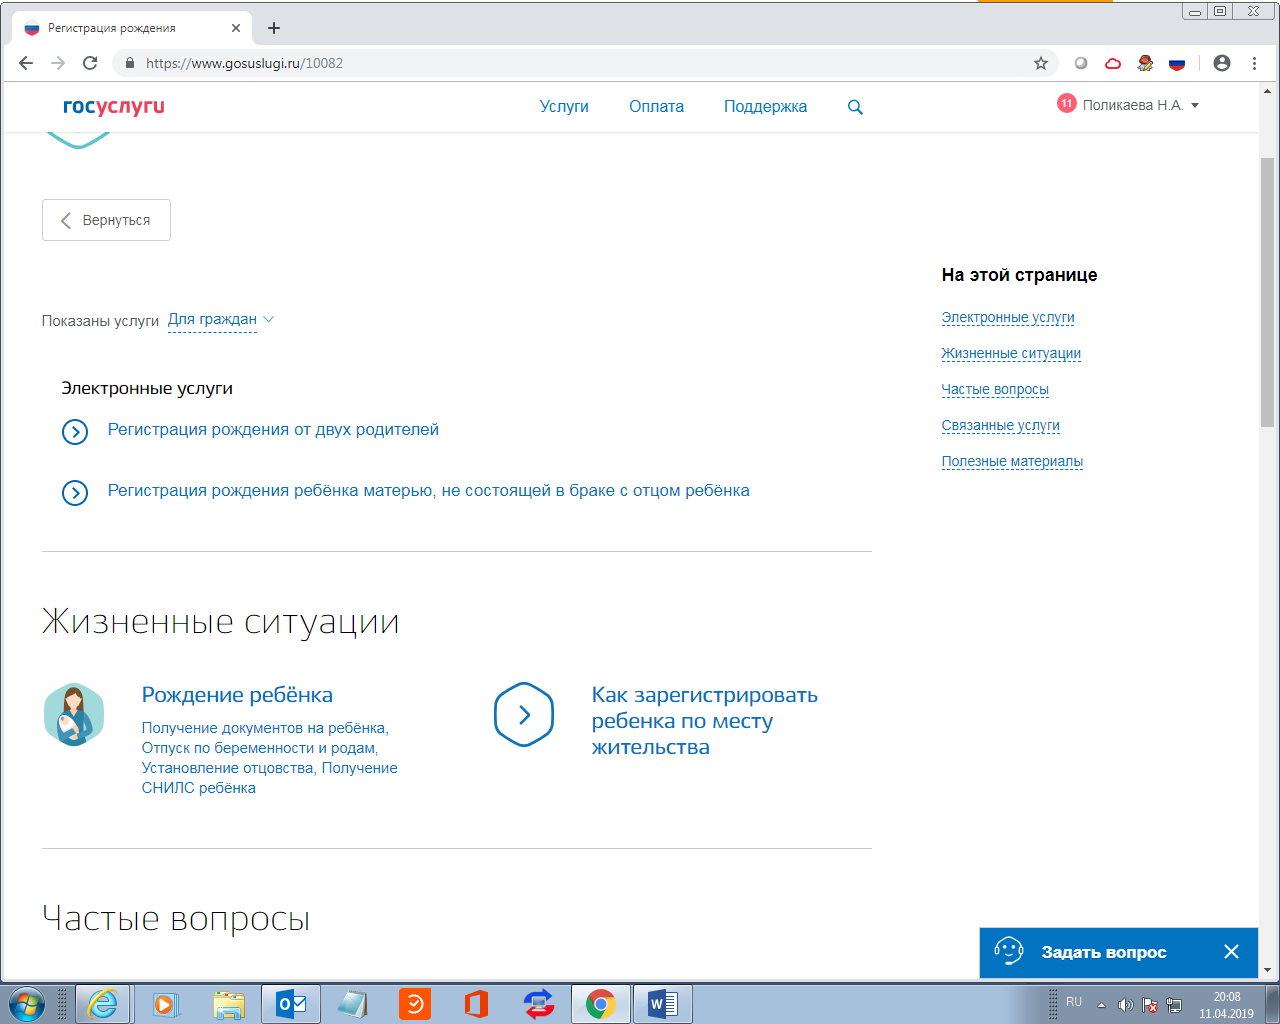 Регистрация рождения
https://www.gosuslugi.ru/10082
госуслуги
Услуги
Оплата
Поддержка
11
Поликаева Н.А.
Вернуться
Показаны услуги Для граждан
Электронные услуги
Регистрация рождения от двух родителей
Регистрация рождения ребёнка матерью, не состоящей в браке с отцом ребёнка
На этой странице
Электронные услуги
Жизненные ситуации
Частые вопросы
Связанные услуги
Полезные материалы
Жизненные ситуации
Рождение ребёнка
Получение документов на ребёнка,
Отпуск по беременности и родам,
Установление отцовства, Получение
СНИЛС ребёнка
Как зарегистрировать
ребенка по месту
жительства
Частые вопросы
Задать вопрос
RU
20:08
11.04.2019